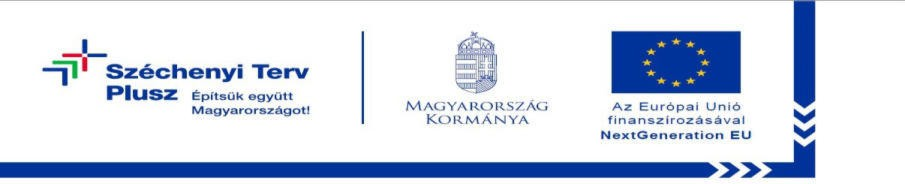 Széchenyi Terv
Plusz Építsük együtt
Magyarországot!
MAGYARORSZÁG
KORMÁNYA
Az Európai Unió
finanszírozásával
NextGeneration EU